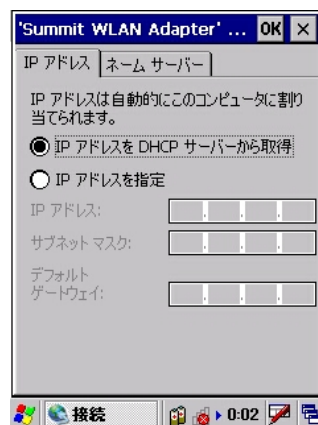 'Summit WLAN Adapter' ... OK ×
IP アドレス ネーム サーバー
IP アドレスは自動的にこのコンピュータに割り
当てられます。
IP アドレスを DHCP サーバーから取得
IP アドレスを指定
IP アドレス:
サブネット マスク:
デフォルト
ゲートウェイ:
接続 0:02